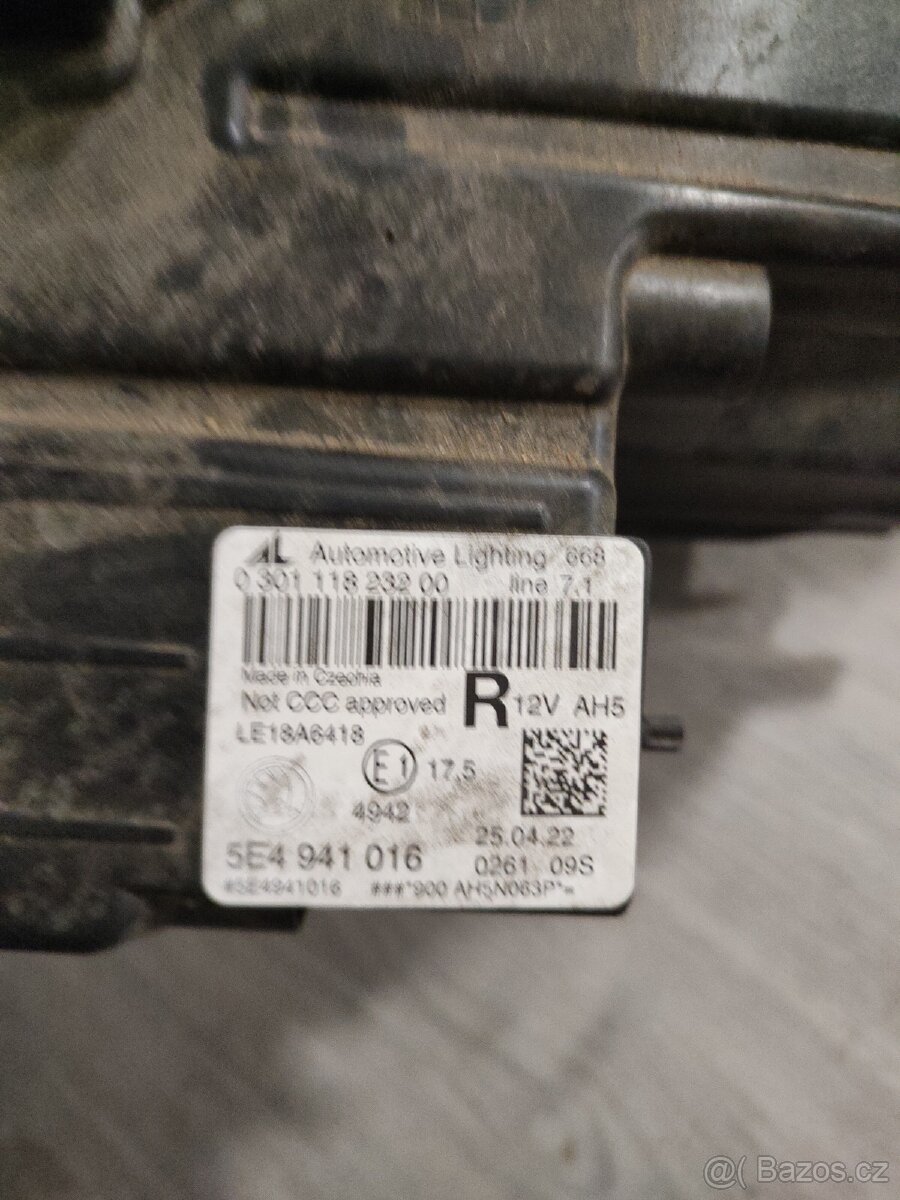 AL Automotive Lighting 668
0 301 118 232 00 line 7.1
Made in Czechia
Not CCC approved R 12V AH5
LE18A6418
E1 17.5
4942
25.04.22
5E4 941 016 0261 09S
#5E4941016 ###*900 AH5N063P*=
@( Bazos.cz